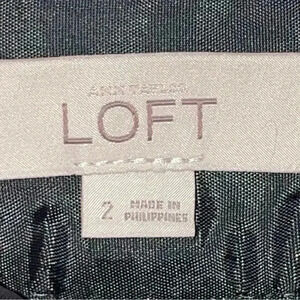 ANN TAYLOR
LOFT
2 MADE IN
PHILIPPINES